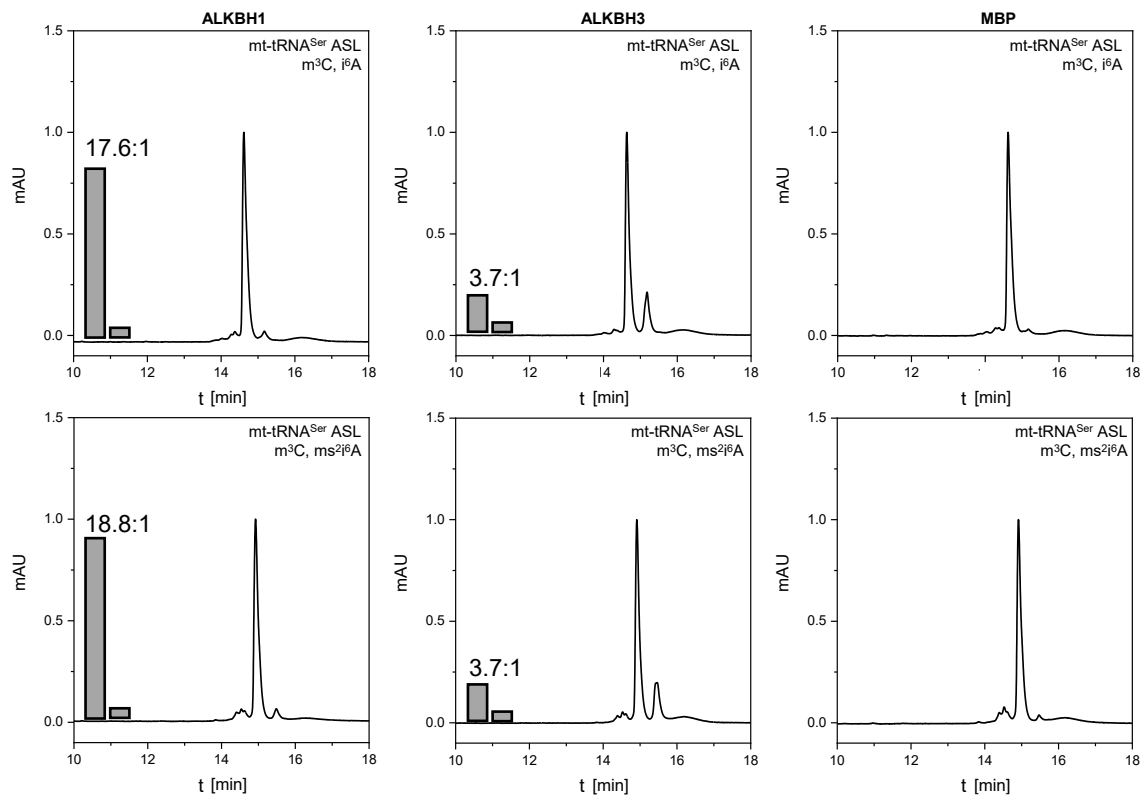 ALKBH1
ALKBH3
MBP
1.5
1.0
0.5
0.0
mAU
mt-tRNASer ASL
m3C, i6A
17.6:1
10 12 14 16 18
t [min]
1.5
1.0
0.5
0.0
mAU
mt-tRNASer ASL
m3C, i6A
3.7:1
10 12 14 16 18
t [min]
1.5
1.0
0.5
0.0
mAU
mt-tRNASer ASL
m3C, i6A
10 12 14 16 18
t [min]
1.5
1.0
0.5
0.0
mAU
mt-tRNASer ASL
m3C, ms2i6A
18.8:1
10 12 14 16 18
t [min]
1.5
1.0
0.5
0.0
mAU
mt-tRNASer ASL
m3C, ms2i6A
3.7:1
10 12 14 16 18
t [min]
1.5
1.0
0.5
0.0
mAU
mt-tRNASer ASL
m3C, ms2i6A
10 12 14 16 18
t [min]